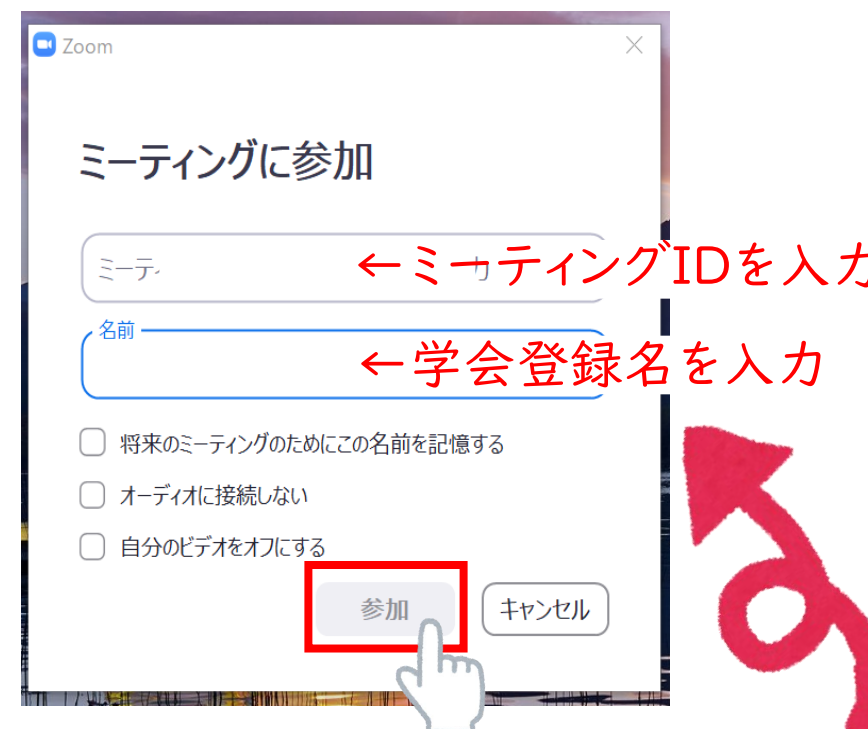 Zoom
ミーティングに参加
ミーテ
←ミーティングIDを入力
名前
←学会登録名を入力
将来のミーティングのためにこの名前を記憶する
オーディオに接続しない
自分のビデオをオフにする
参加
キャンセル